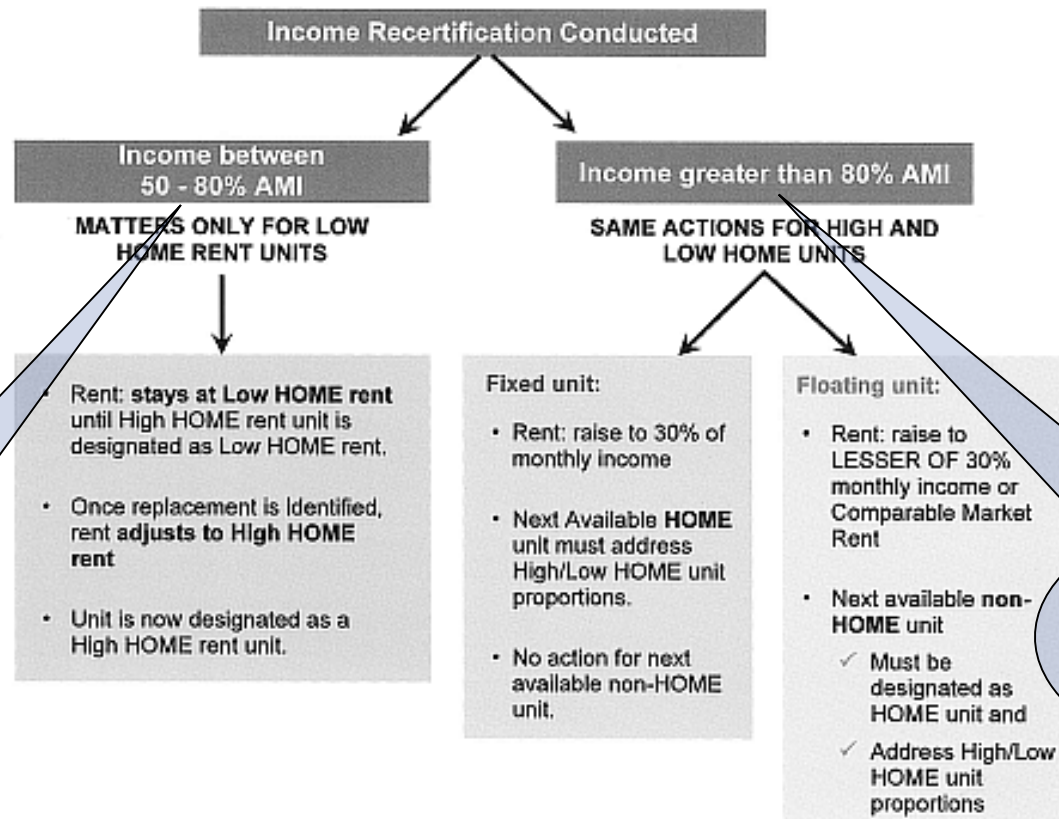 Income Recertification Conducted
Income between
50 - 80% AMI
MATTERS ONLY FOR LOW
HOME RENT UNITS
• Rent: stays at Low HOME rent
until High HOME rent unit is
designated as Low HOME rent.
• Once replacement is Identified,
rent adjusts to High HOME
rent
• Unit is now designated as a
High HOME rent unit.
Income greater than 80% AMI
SAME ACTIONS FOR HIGH AND
LOW HOME UNITS
Fixed unit:
• Rent: raise to 30% of
monthly income
• Next Available HOME
unit must address
High/Low HOME unit
proportions.
• No action for next
available non-HOME
unit.
Floating unit:
• Rent: raise to
LESSER OF 30%
monthly income or
Comparable Market
Rent
• Next available non-
HOME unit
✓ Must be
designated as
HOME unit and
✓ Address High/Low
HOME unit
proportions